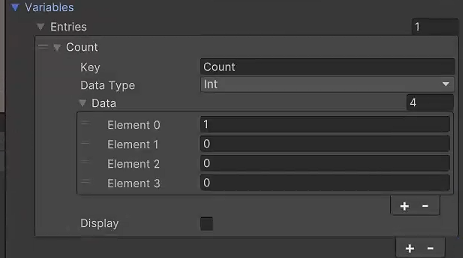 Variables
Entries 1
Count
Key Count
Data Type Int
Data 4
Element 0 1
Element 1 0
Element 2 0
Element 3 0
+ -
Display
+ -